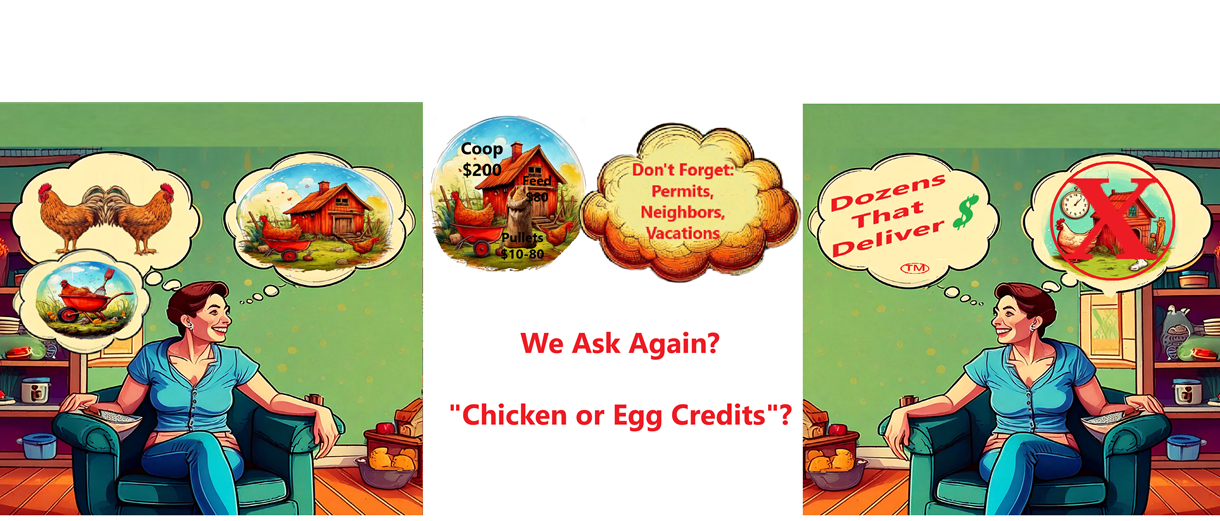 Coop
$200
Feed
$80
Pullets
$10-80
Don't Forget:
Permits,
Neighbors,
Vacations
We Ask Again?
"Chicken or Egg Credits"?
Dozens
That
Deliver $
TM
X